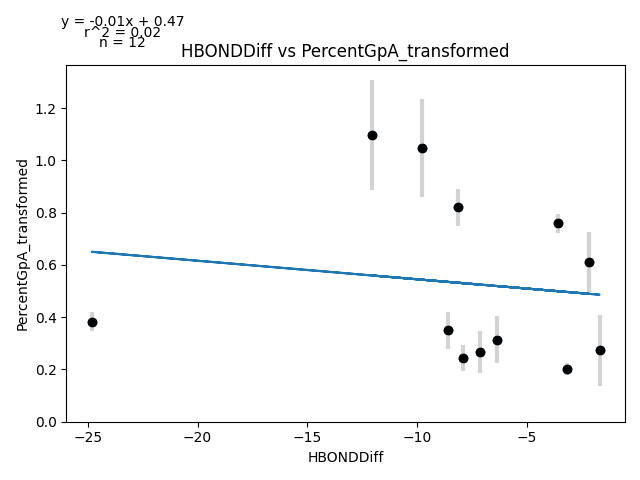 y = -0.01x + 0.47
r^2 = 0.02
n = 12
HBONDDiff vs PercentGpA_transformed
PercentGpA_transformed
1.2
1.0
0.8
0.6
0.4
0.2
0.0
−25
−20
−15
−10
−5
HBONDDiff